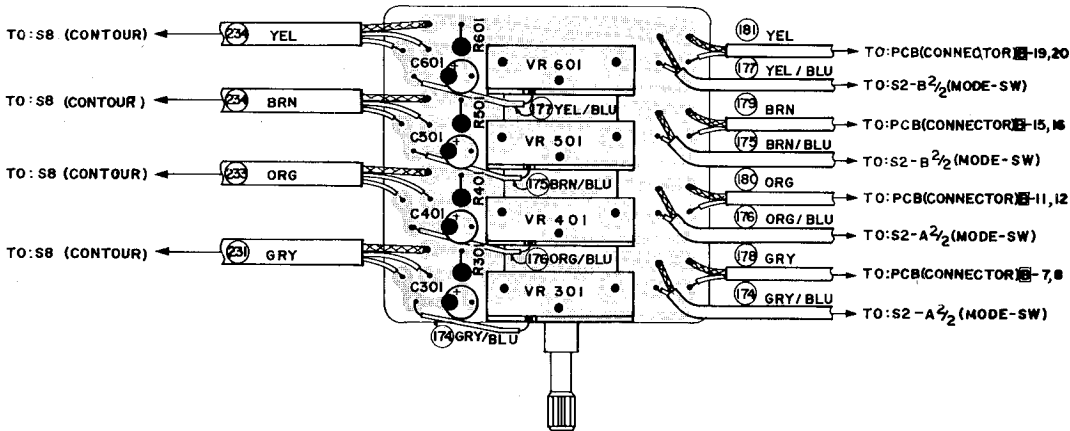 TO:S8 (CONTOUR)
234 YEL
TO:S8 (CONTOUR)
234 BRN
TO:S8 (CONTOUR)
233 ORG
TO:S8 (CONTOUR)
231 GRY
R601
C601
VR 601
177 YEL/BLU
R501
C501
VR 501
175 BRN/BLU
R401
C401
VR 401
176 ORG/BLU
R301
C301
VR 301
174 GRY/BLU
181 YEL
TO:PCB(CONNECTOR)B-19,20
177 YEL/BLU
TO:S2-B2/2(MODE-SW)
179 BRN
TO:PCB(CONNECTOR)B-15,16
175 BRN/BLU
TO:S2-B2/2(MODE-SW)
180 ORG
TO:PCB(CONNECTOR)B-11,12
176 ORG/BLU
TO:S2-A2/2(MODE-SW)
178 GRY
TO:PCB(CONNECTOR)B-7,8
174 GRY/BLU
TO:S2-A2/2(MODE-SW)